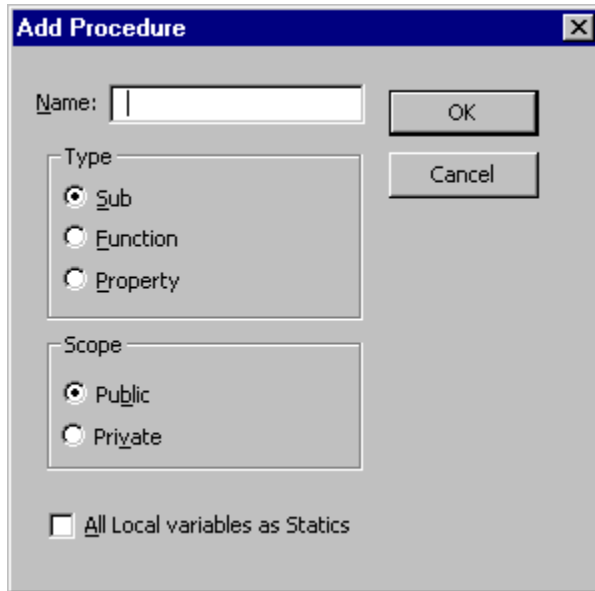 Add Procedure
Name:
OK
Cancel
Type
Sub
Function
Property
Scope
Public
Private
All Local variables as Statics